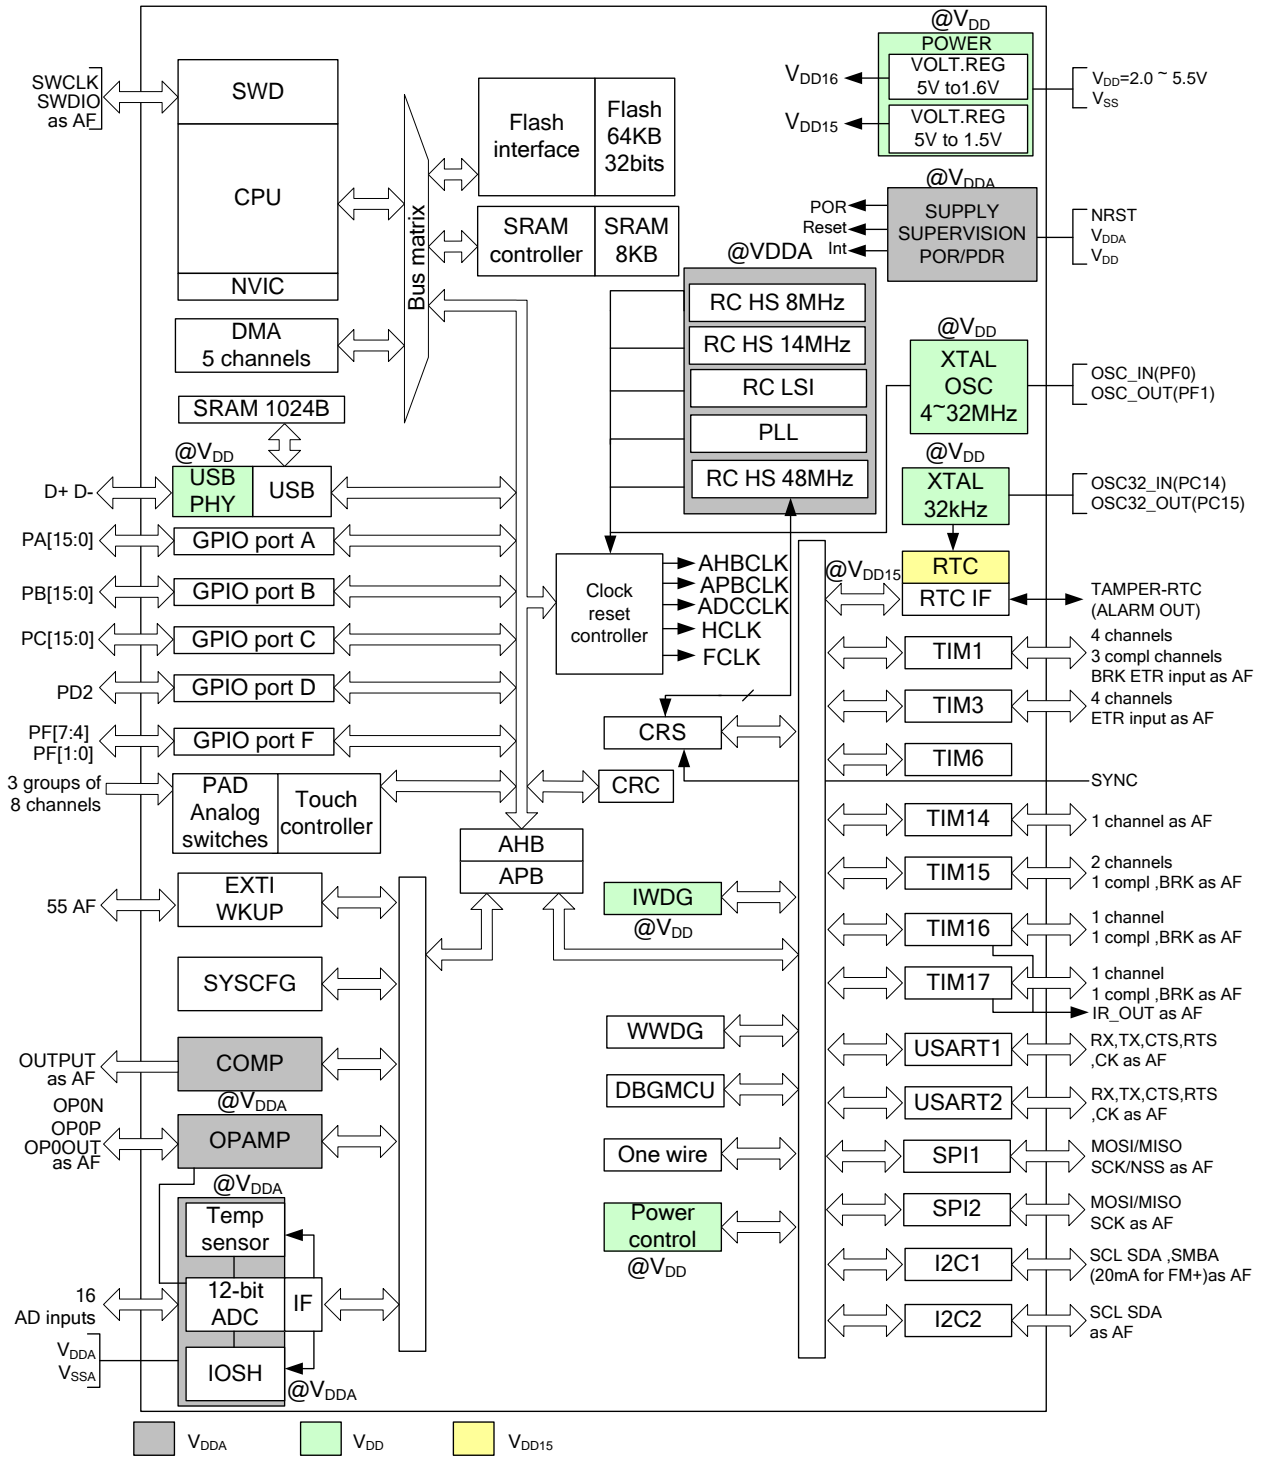 @VDD
POWER
VOLT.REG
5V to1.6V
VOLT.REG
5V to 1.5V
VDD16
VDD15
VDD=2.0 ~ 5.5V
VSS
SWCLK
SWDIO
as AF
SWD
CPU
NVIC
DMA
5 channels
Bus matrix
Flash
interface
Flash
64KB
32bits
SRAM
controller
SRAM
8KB
@VDDA
SUPPLY
SUPERVISION
POR/PDR
POR
Reset
Int
NRST
VDDA
VDD
@VDDA
RC HS 8MHz
RC HS 14MHz
RC LSI
PLL
RC HS 48MHz
@VDD
XTAL
OSC
4~32MHz
OSC_IN(PF0)
OSC_OUT(PF1)
@VDD
XTAL
32kHz
OSC32_IN(PC14)
OSC32_OUT(PC15)
SRAM 1024B
@VDD
USB
PHY
USB
D+ D-
PA[15:0]
GPIO port A
PB[15:0]
GPIO port B
PC[15:0]
GPIO port C
PD2
GPIO port D
PF[7:4]
PF[1:0]
GPIO port F
3 groups of
8 channels
PAD
Analog
switches
Touch
controller
Clock
reset
controller
AHBCLK
APBCLK
ADCCLK
HCLK
FCLK
@VDD15
RTC
RTC IF
TAMPER-RTC
(ALARM OUT)
TIM1
4 channels
3 compl channels
BRK ETR input as AF
TIM3
4 channels
ETR input as AF
CRS
TIM6
SYNC
CRC
TIM14
1 channel as AF
AHB
APB
TIM15
2 channels
1 compl ,BRK as AF
55 AF
EXTI
WKUP
IWDG
@VDD
TIM16
1 channel
1 compl ,BRK as AF
SYSCFG
TIM17
1 channel
1 compl ,BRK as AF
IR_OUT as AF
WWDG
USART1
RX,TX,CTS,RTS
,CK as AF
OUTPUT
as AF
COMP
@VDDA
DBGMCU
USART2
RX,TX,CTS,RTS
,CK as AF
OP0N
OP0P
OP0OUT
as AF
OPAMP
One wire
SPI1
MOSI/MISO
SCK/NSS as AF
@VDDA
Temp
sensor
Power
control
@VDD
SPI2
MOSI/MISO
SCK as AF
I2C1
SCL SDA ,SMBA
(20mA for FM+)as AF
16
AD inputs
12-bit
ADC
IF
I2C2
SCL SDA
as AF
VDDA
VSSA
IOSH
@VDDA
VDDA
VDD
VDD15